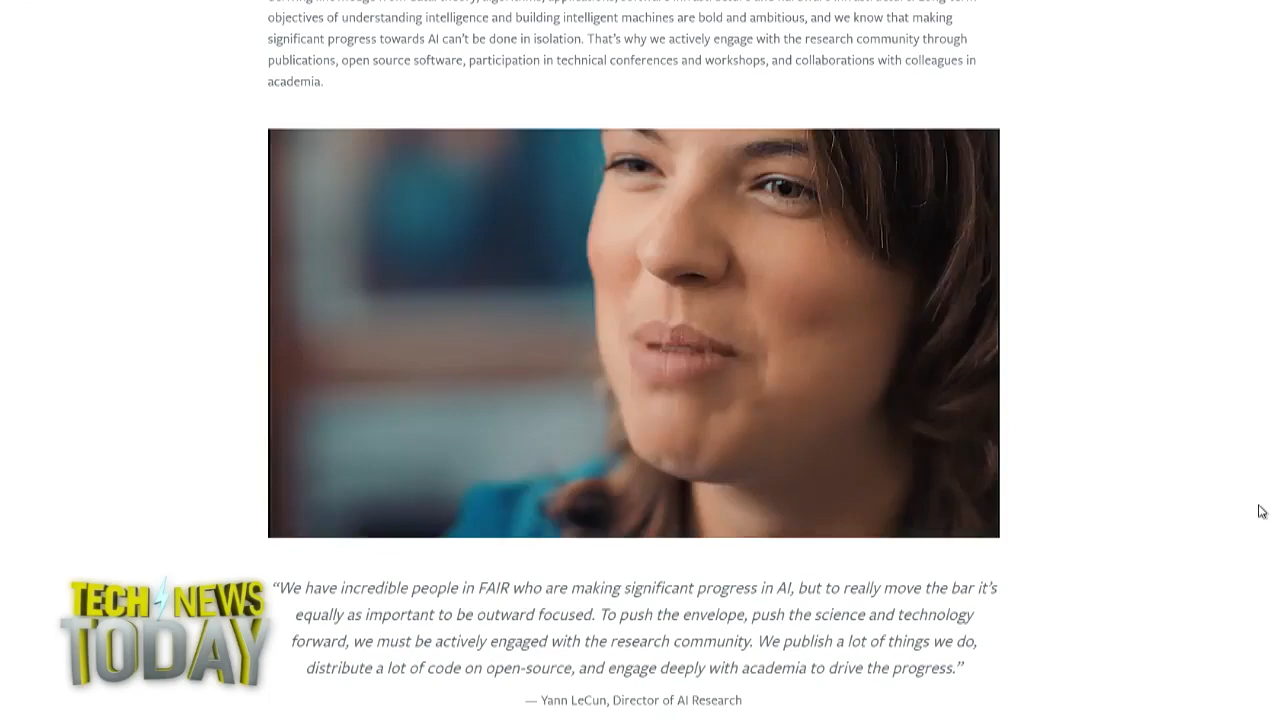 objectives of understanding intelligence and building intelligent machines are bold and ambitious, and we know that making
significant progress towards AI can't be done in isolation. That's why we actively engage with the research community through
publications, open source software, participation in technical conferences and workshops, and collaborations with colleagues in
academia.
“We have incredible people in FAIR who are making significant progress in AI, but to really move the bar it's
equally as important to be outward focused. To push the envelope, push the science and technology
forward, we must be actively engaged with the research community. We publish a lot of things we do,
distribute a lot of code on open-source, and engage deeply with academia to drive the progress.”
— Yann LeCun, Director of AI Research
TECH NEWS
TODAY